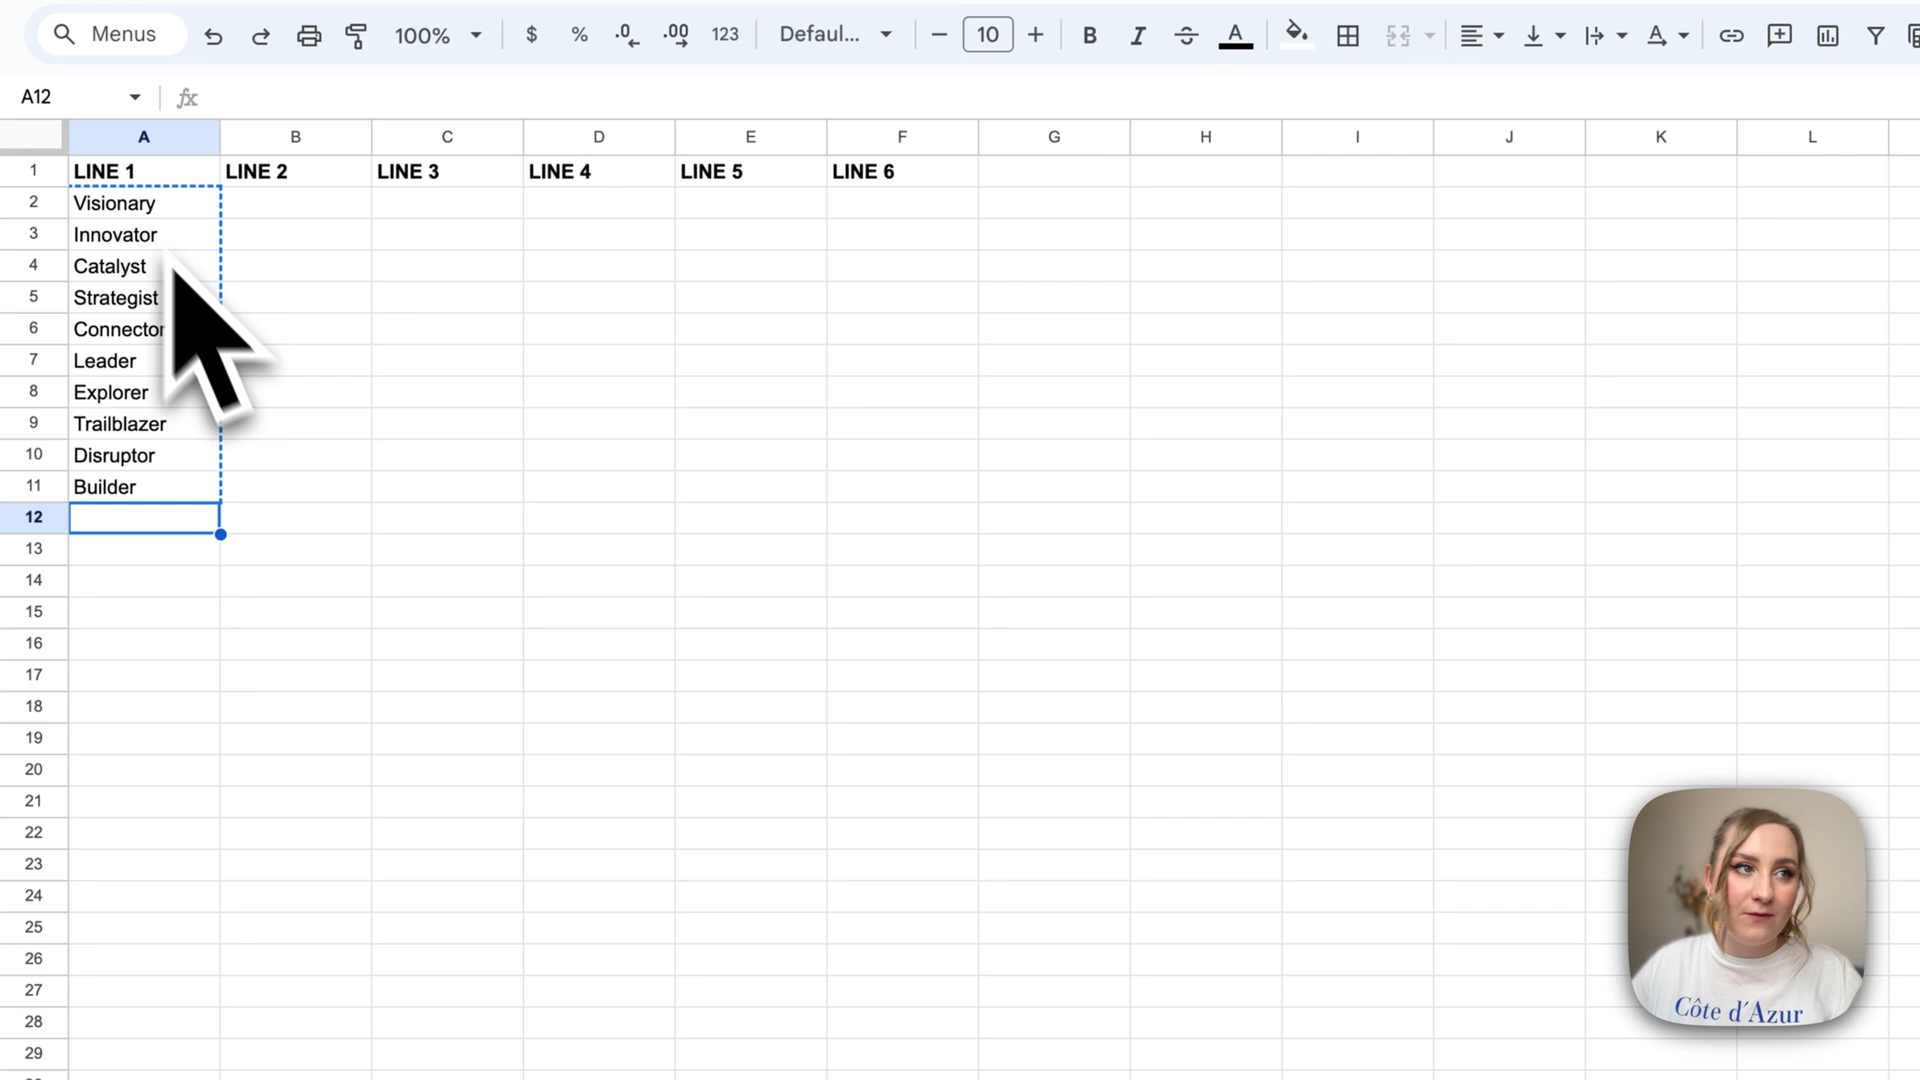 Menus 100% $ % .0 .00 123 Defaul... 10 B I A
A12 fx
A B C D E F G H I J K L
1 LINE 1 LINE 2 LINE 3 LINE 4 LINE 5 LINE 6
2 Visionary
3 Innovator
4 Catalyst
5 Strategist
6 Connector
7 Leader
8 Explorer
9 Trailblazer
10 Disruptor
11 Builder
12
13
14
15
16
17
18
19
20
21
22
23
24
25
26
27
28
29
Côte d'Azur